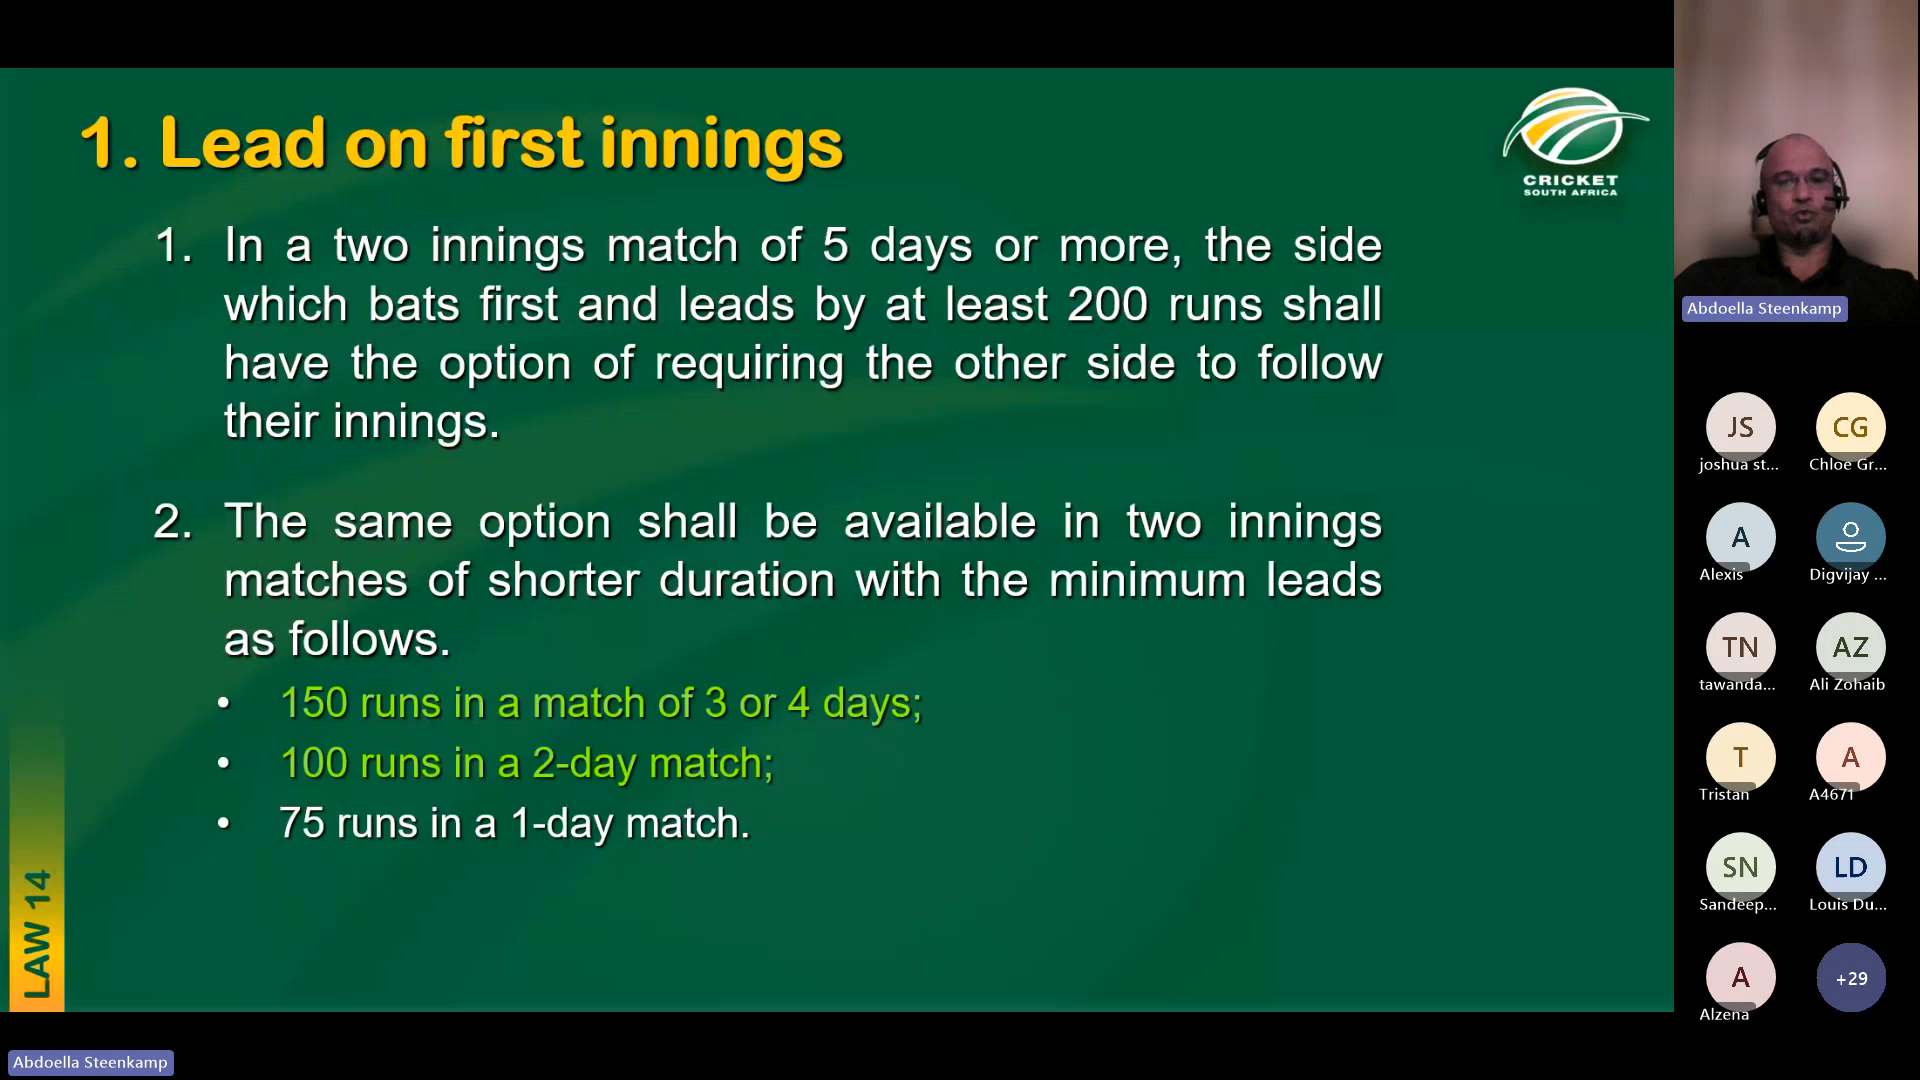 1. Lead on first innings
CRICKET
SOUTH AFRICA
1. In a two innings match of 5 days or more, the side
which bats first and leads by at least 200 runs shall
have the option of requiring the other side to follow
their innings.
2. The same option shall be available in two innings
matches of shorter duration with the minimum leads
as follows.
• 150 runs in a match of 3 or 4 days;
• 100 runs in a 2-day match;
• 75 runs in a 1-day match.
LAW 14
Abdoella Steenkamp
Abdoella Steenkamp
JS
joshua st...
CG
Chloe Gr...
A
Alexis
Digvijay ...
TN
tawanda...
AZ
Ali Zohaib
T
Tristan
A
A4671
SN
Sandeep...
LD
Louis Du...
A
Alzena
+29